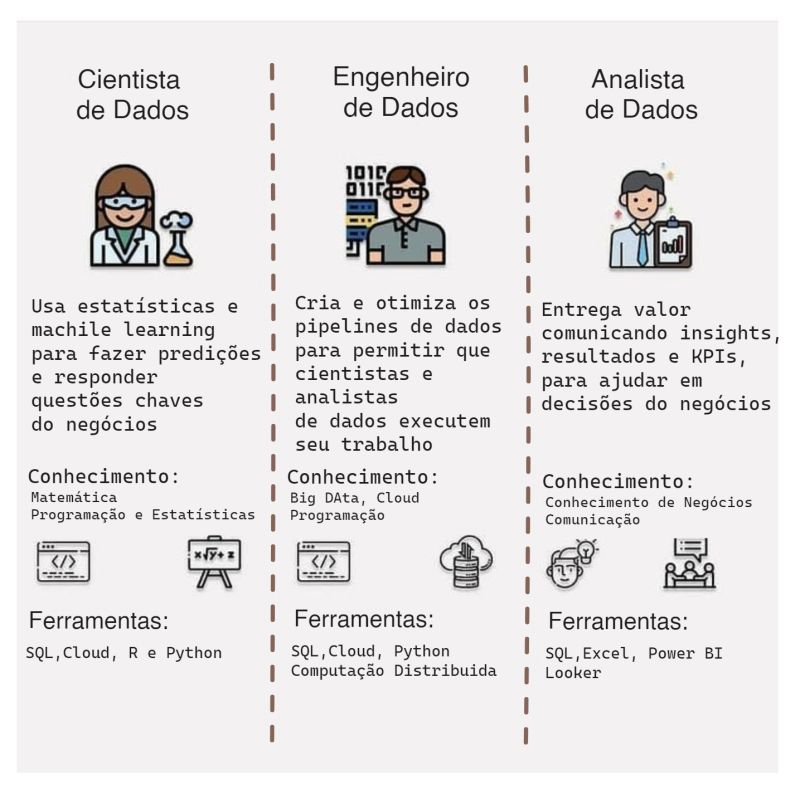 Cientista
de Dados
Usa estatísticas e
machile learning
para fazer predições
e responder
questões chaves
do negócios
Conhecimento:
Matemática
Programação e Estatísticas
</>
x√y+z
Ferramentas:
SQL,Cloud, R e Python
Engenheiro
de Dados
1010
0110
Cria e otimiza os
pipelines de dados
para permitir que
cientistas e
analistas
de dados executem
seu trabalho
Conhecimento:
Big DAta, Cloud
Programação
</>
Ferramentas:
SQL,Cloud, Python
Computação Distribuida
Analista
de Dados
Entrega valor
comunicando insights,
resultados e KPIs,
para ajudar em
decisões do negócios
Conhecimento:
Conhecimento de Negócios
Comunicação
Ferramentas:
SQL,Excel, Power BI
Looker